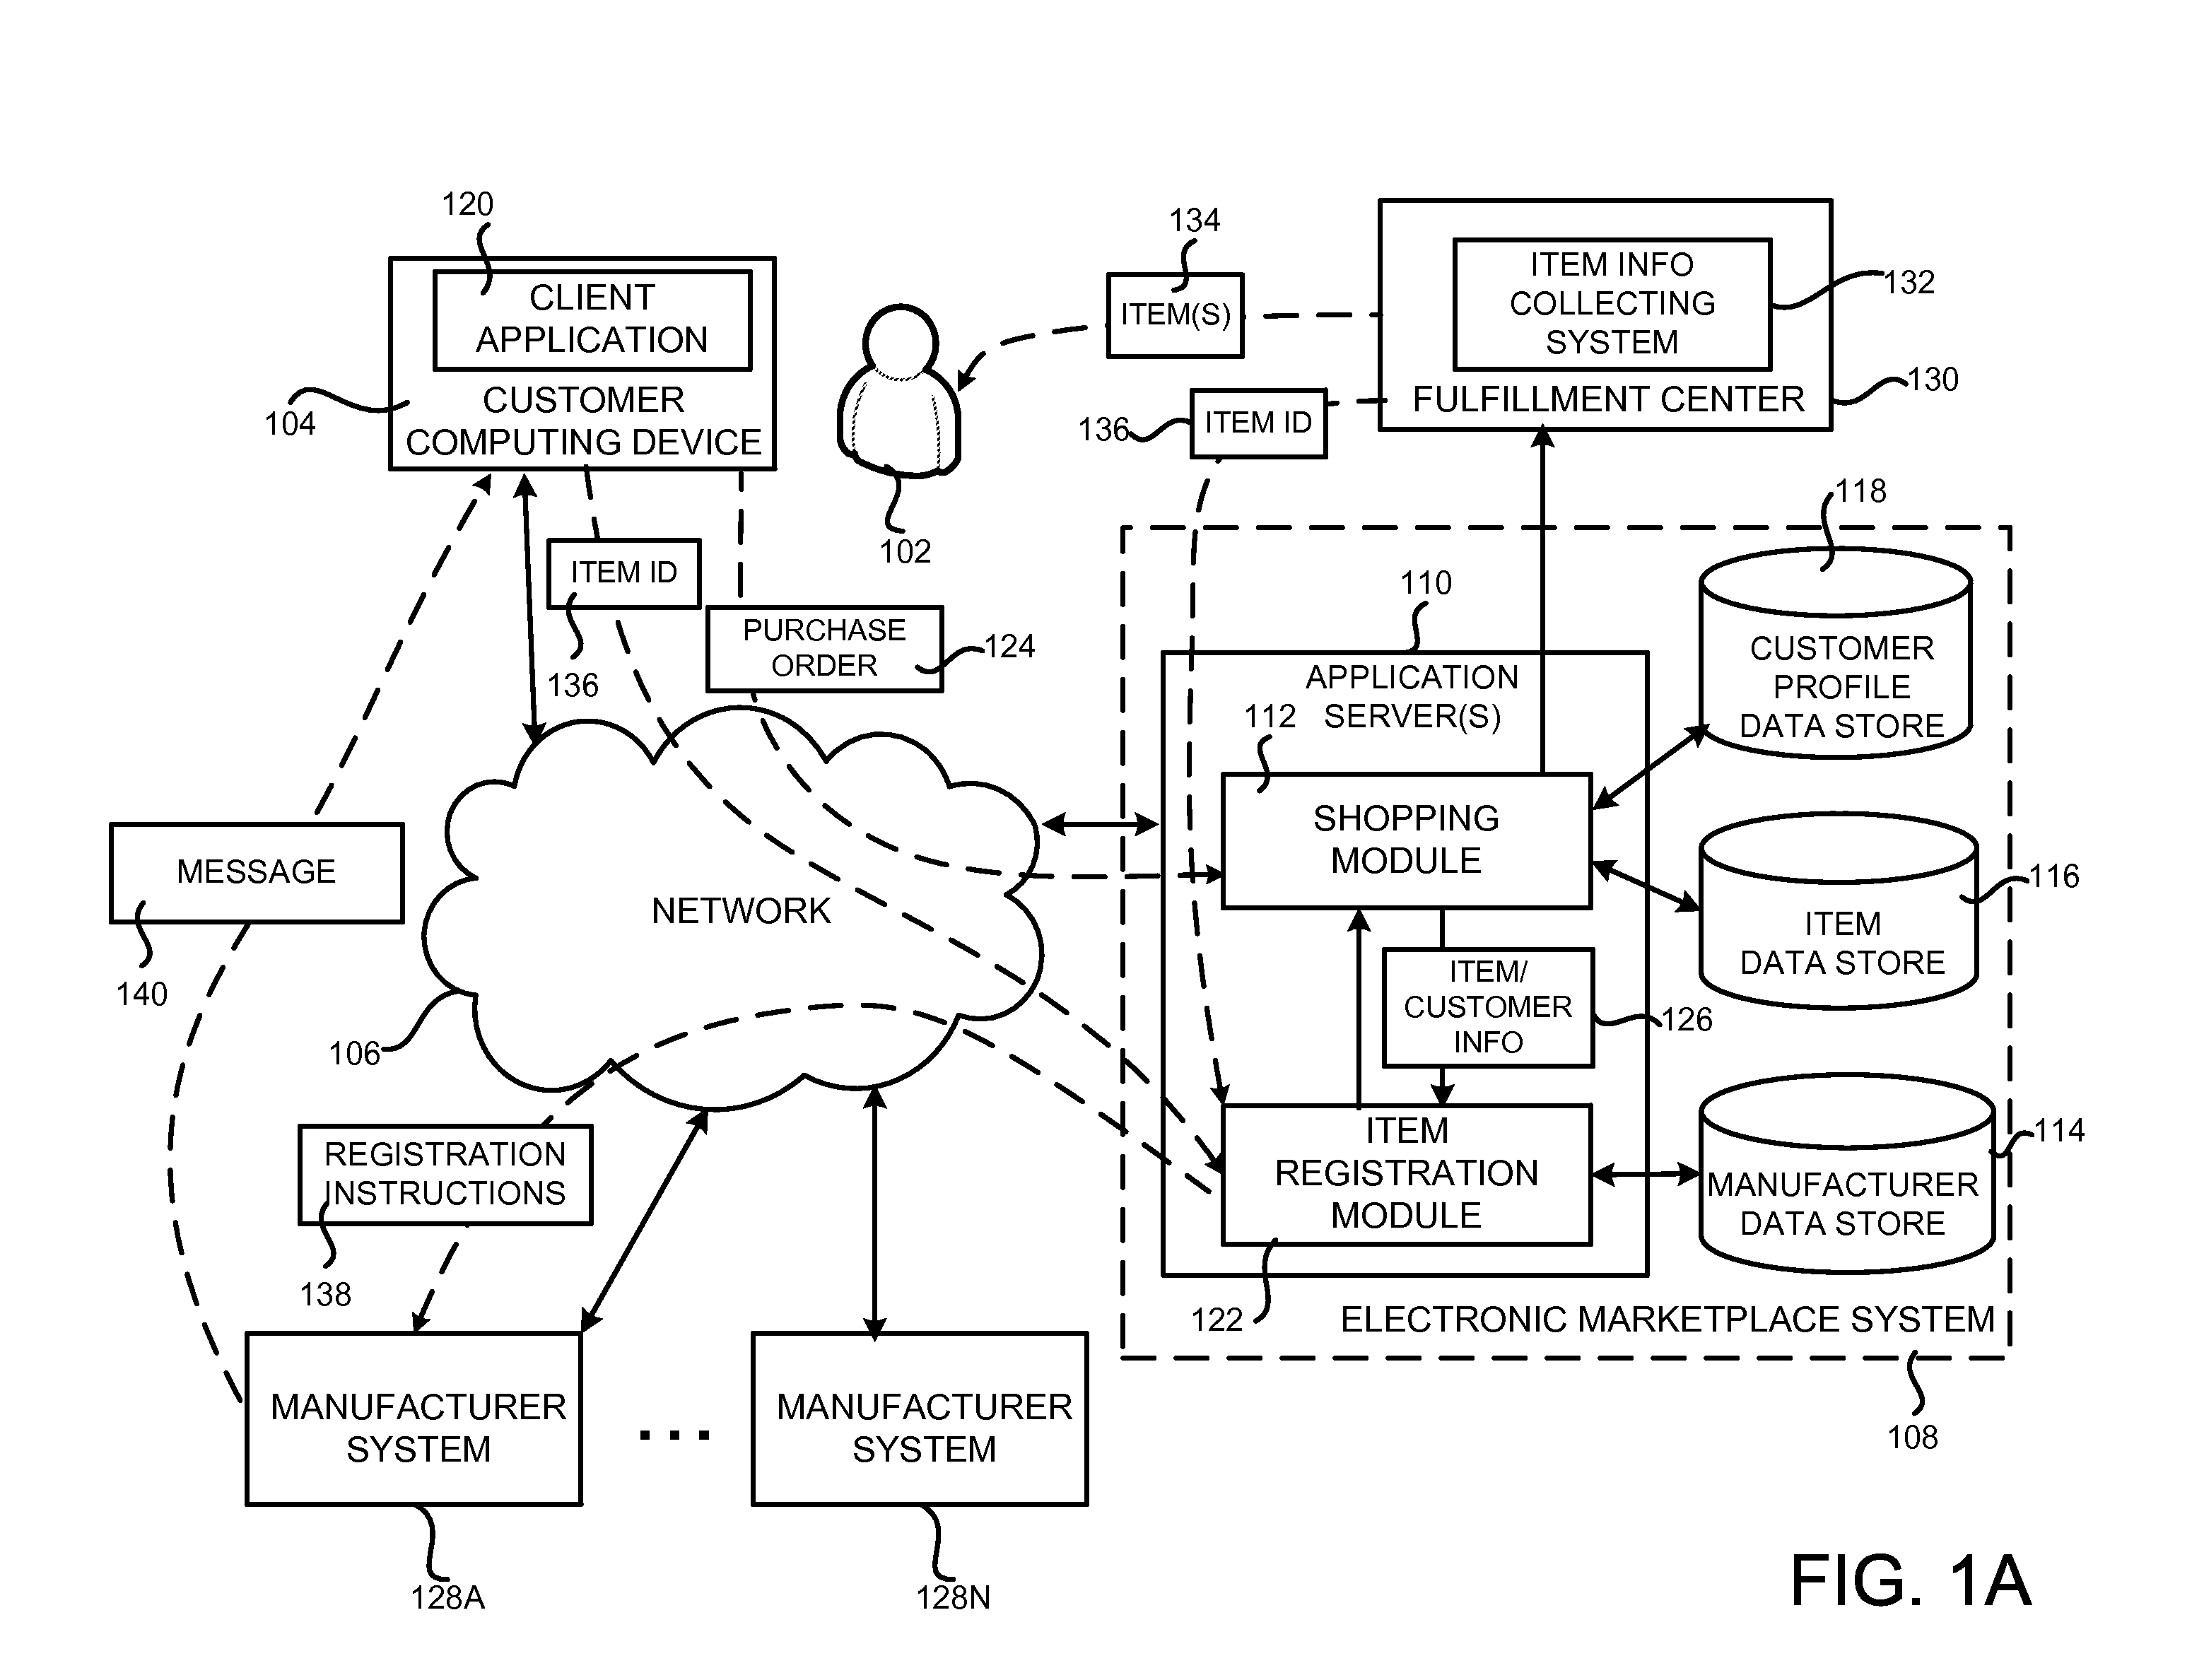 120
CLIENT
APPLICATION
CUSTOMER
COMPUTING DEVICE
104
134
ITEM(S)
ITEM INFO
COLLECTING
SYSTEM
132
FULFILLMENT CENTER
130
136
ITEM ID
102
118
ITEM ID
136
PURCHASE
ORDER
124
110
APPLICATION
SERVER(S)
112
CUSTOMER
PROFILE
DATA STORE
SHOPPING
MODULE
MESSAGE
140
NETWORK
106
116
ITEM
DATA STORE
ITEM/
CUSTOMER
INFO
126
ITEM
REGISTRATION
MODULE
122
114
MANUFACTURER
DATA STORE
REGISTRATION
INSTRUCTIONS
138
ELECTRONIC MARKETPLACE SYSTEM
108
MANUFACTURER
SYSTEM
128A
...
MANUFACTURER
SYSTEM
128N
FIG. 1A